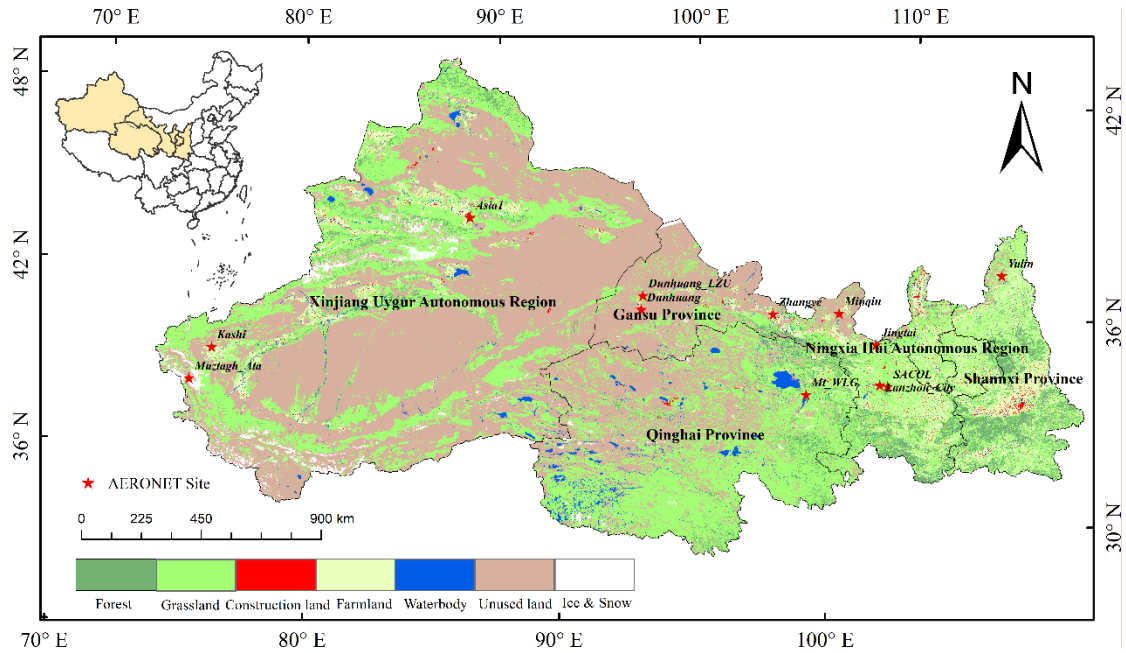 70° E 80° E 90° E 100° E 110° E
48° N
42° N
N
Asia1
42° N
Yulin
Dunhuang_LZU
Xinjiang Uygur Autonomous Region
Dunhuang
Zhangye
Minqin
Gansu Province
36° N
Kashi
Jingtai
Ningxia Hui Autonomous Region
Muztagh_Ata
SACOL
Shannxi Province
Lanzhou_City
Mt_WLG
36° N
Qinghai Province
AERONET Site
0 225 450 900 km
30° N
Forest Grassland Construction land Farmland Waterbody Unused land Ice & Snow
70° E 80° E 90° E 100° E